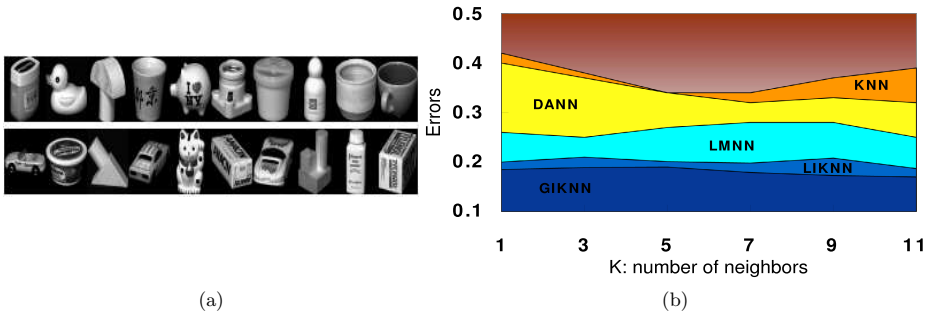 I
NY
0.5
0.4
0.3
0.2
0.1
Errors
KNN
DANN
LMNN
LIKNN
GIKNN
1 3 5 7 9 11
K: number of neighbors
(a)
(b)